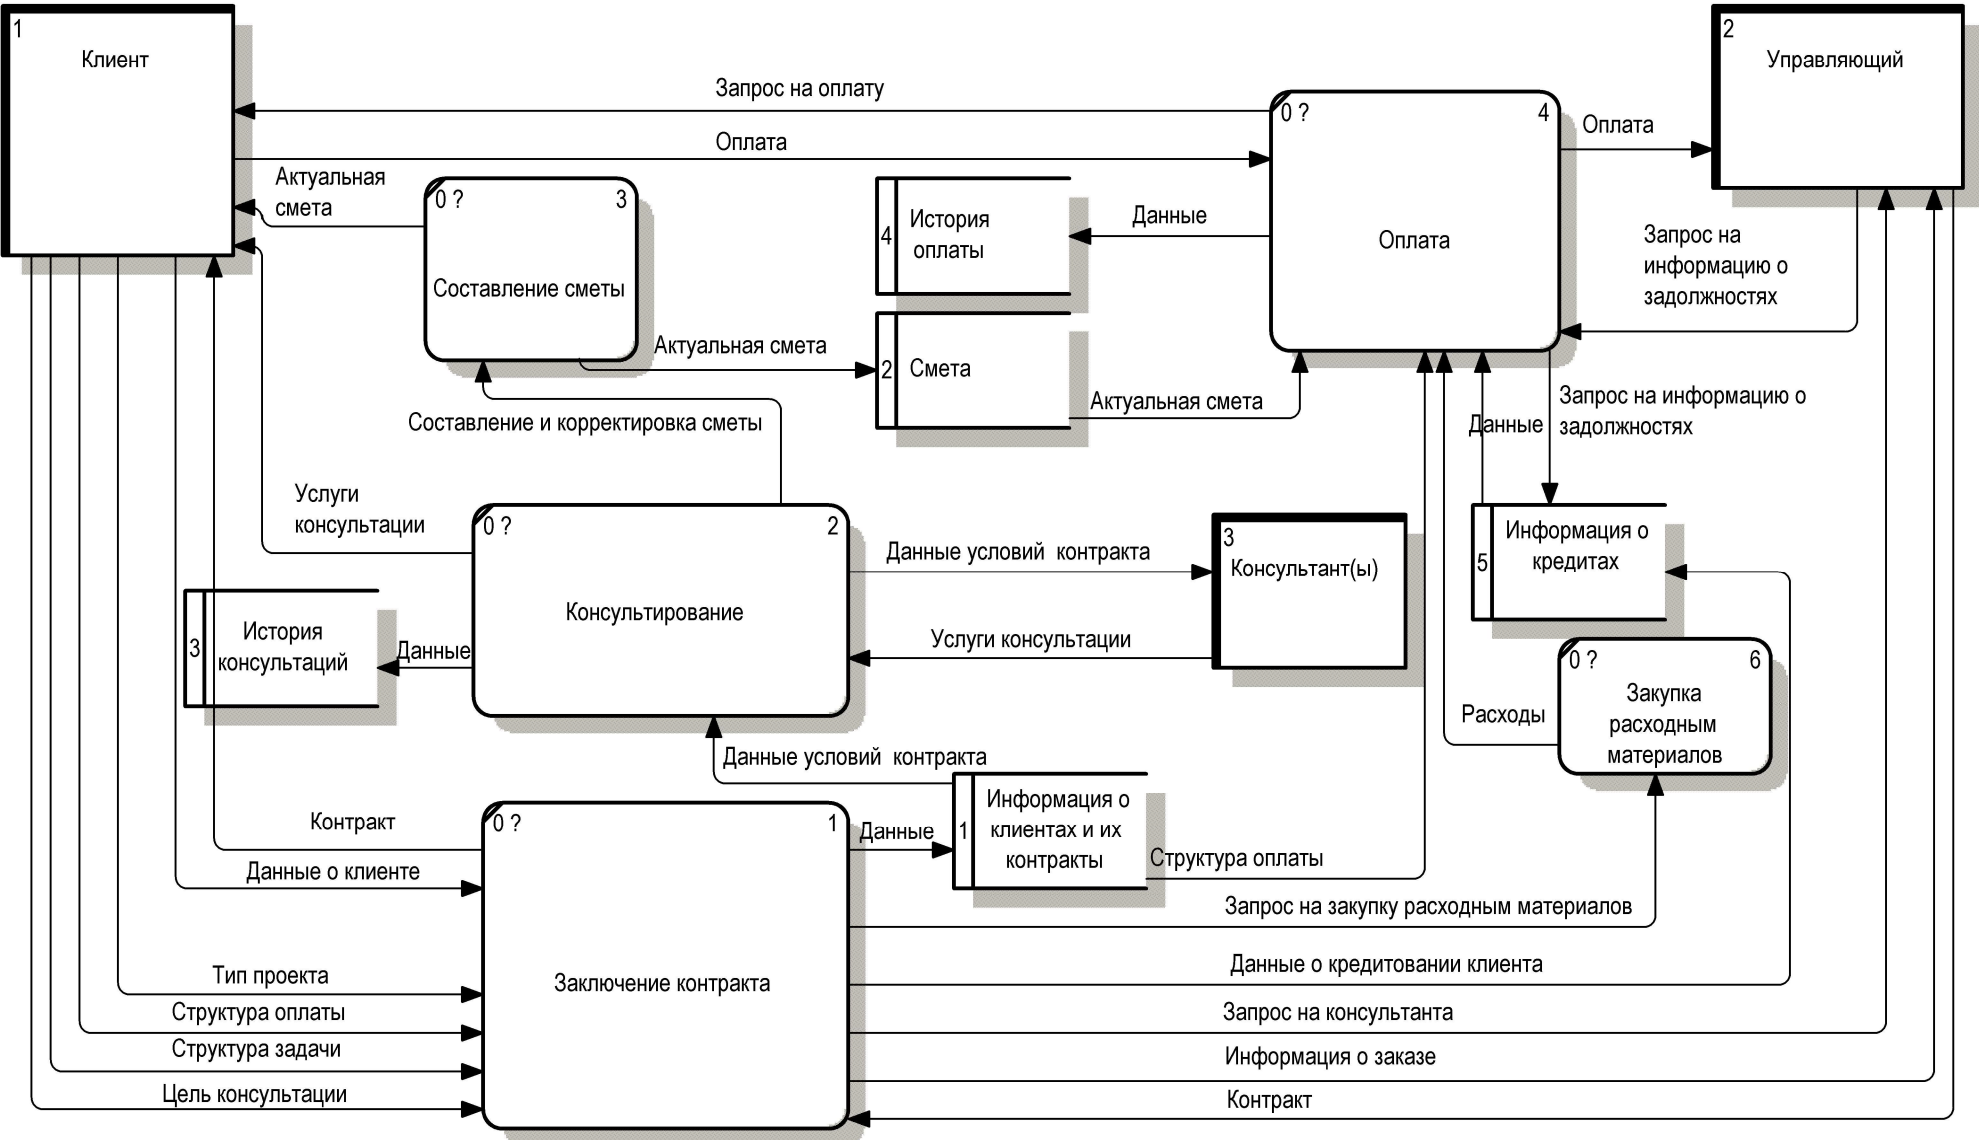 1
Клиент
2
Управляющий
Запрос на оплату
0 ?
4
Оплата
Оплата
Актуальная
смета
0 ?
3
Составление сметы
4
История
оплаты
Данные
Оплата
Запрос на
информацию о
задолжностях
Актуальная смета
2
Смета
Актуальная смета
Составление и корректировка сметы
Данные
Запрос на информацию о
задолжностях
Услуги
консультации
0 ?
2
Консультирование
Данные условий контракта
3
Консультант(ы)
5
Информация о
кредитах
Услуги консультации
3
История
консультаций
Данные
0 ?
6
Закупка
расходным
материалов
Расходы
Данные условий контракта
1
Информация о
клиентах и их
контракты
Контракт
0 ?
1
Заключение контракта
Данные
Структура оплаты
Данные о клиенте
Запрос на закупку расходным материалов
Тип проекта
Данные о кредитовании клиента
Структура оплаты
Запрос на консультанта
Структура задачи
Информация о заказе
Цель консультации
Контракт